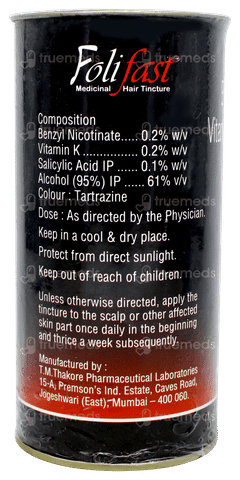 Folifast
Medicinal Hair Tincture
Vita
Composition
Benzyl Nicotinate.....0.2% w/v
Vitamin K.............0.2% w/v
Salicylic Acid IP.....0.1% w/v
Alcohol (95%) IP.....61% v/v
Colour : Tartrazine
Dose : As directed by the Physician.
Keep in a cool & dry place.
Protect from direct sunlight.
Keep out of reach of children.
Unless otherwise directed, apply the
tincture to the scalp or other affected
skin part once daily in the beginning
and thrice a week subsequently.
Manufactured by :
T.M.Thakore Pharmaceutical Laboratories
15-A, Premson's Ind. Estate, Caves Road,
Jogeshwari (East), Mumbai – 400 060.
truemeds